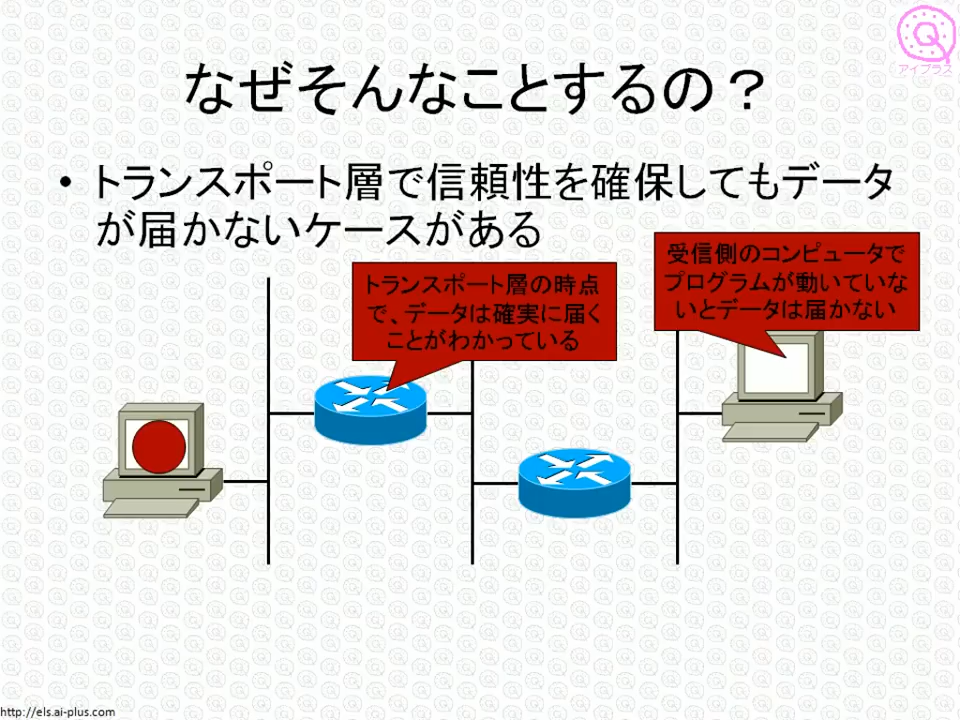 アイプラス
なぜそんなことするの？
• トランスポート層で信頼性を確保してもデータ
が届かないケースがある
トランスポート層の時点
で、データは確実に届く
ことがわかっている
受信側のコンピュータで
プログラムが動いていな
いとデータは届かない
http://els.ai-plus.com